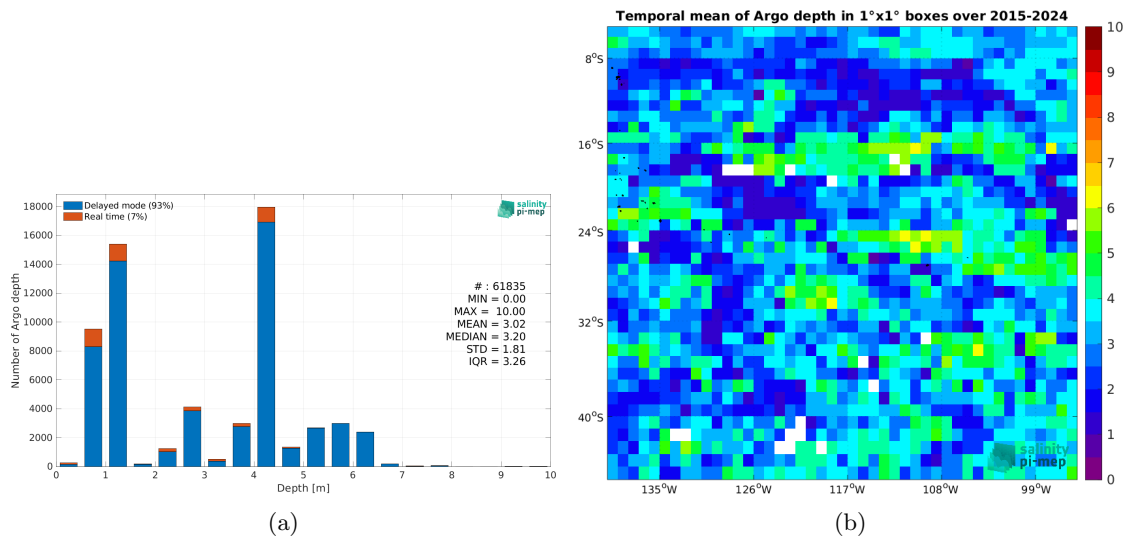 Delayed mode (93%)
Real time (7%)
salinity
pi-mep
18000
16000
14000
12000
10000
8000
6000
4000
2000
0
Number of Argo depth
# : 61835
MIN = 0.00
MAX = 10.00
MEAN = 3.02
MEDIAN = 3.20
STD = 1.81
IQR = 3.26
0 1 2 3 4 5 6 7 8 9 10
Depth [m]
(a)
Temporal mean of Argo depth in 1°x1° boxes over 2015-2024
8°S
16°S
24°S
32°S
40°S
135°W 126°W 117°W 108°W 99°W
salinity
pi-mep
10
9
8
7
6
5
4
3
2
1
0
(b)